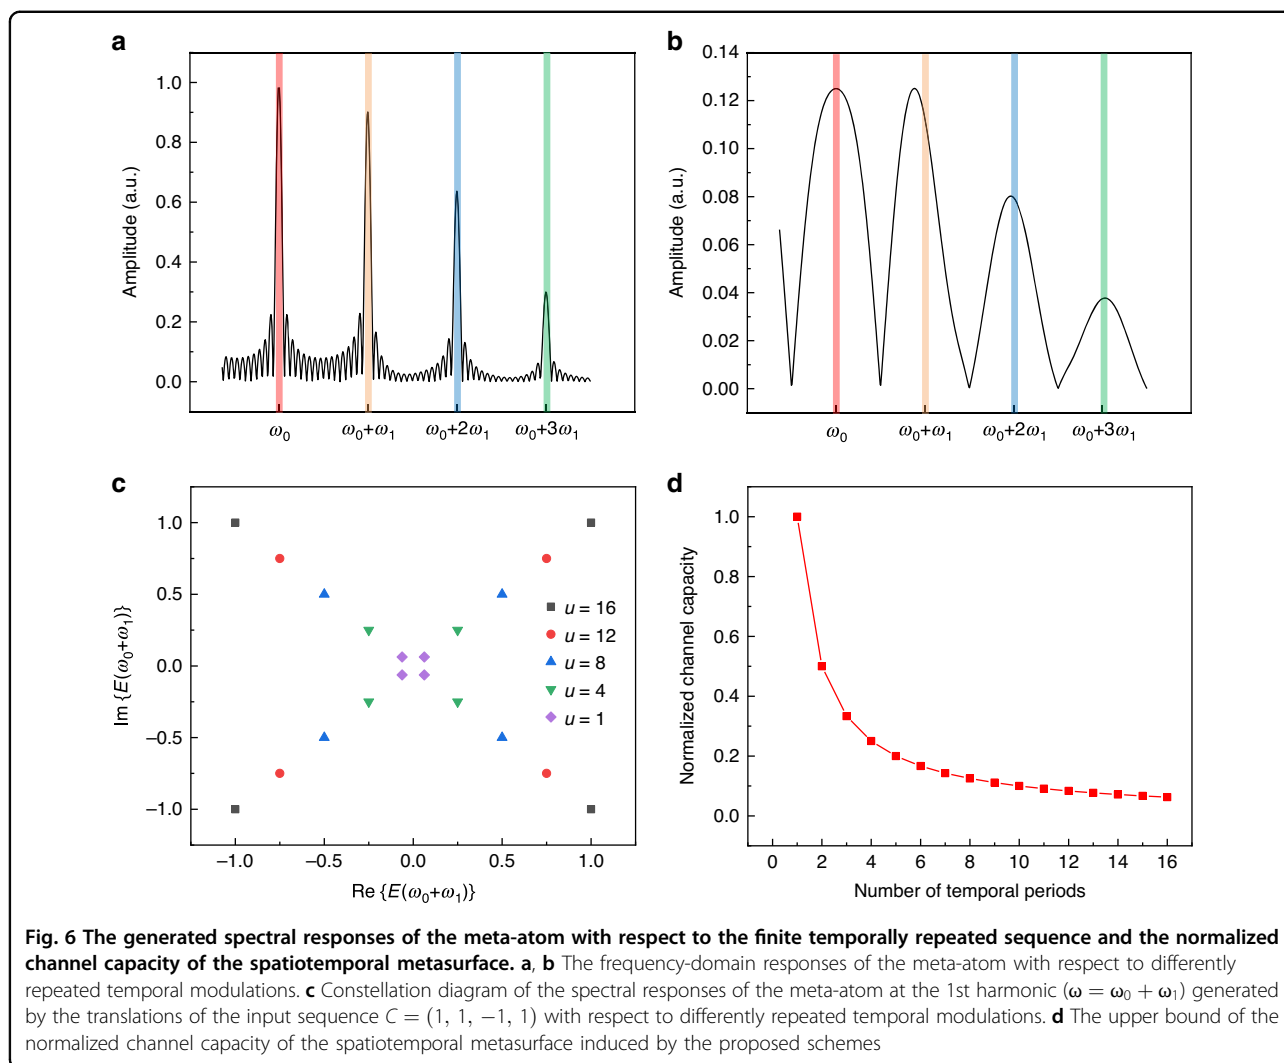 a
Amplitude (a.u.)
1.0
0.8
0.6
0.4
0.2
0.0
ω₀
ω₀+ω₁
ω₀+2ω₁
ω₀+3ω₁
b
Amplitude (a.u.)
0.14
0.12
0.10
0.08
0.06
0.04
0.02
0.00
ω₀
ω₀+ω₁
ω₀+2ω₁
ω₀+3ω₁
c
Im {E(ω₀+ω₁)}
1.0
0.5
0.0
−0.5
−1.0
u = 16
u = 12
u = 8
u = 4
u = 1
−1.0
−0.5
0.0
0.5
1.0
Re {E(ω₀+ω₁)}
d
Normalized channel capacity
1.0
0.8
0.6
0.4
0.2
0.0
0
2
4
6
8
10
12
14
16
Number of temporal periods
Fig. 6 The generated spectral responses of the meta-atom with respect to the finite temporally repeated sequence and the normalized
channel capacity of the spatiotemporal metasurface. a, b The frequency-domain responses of the meta-atom with respect to differently
repeated temporal modulations. c Constellation diagram of the spectral responses of the meta-atom at the 1st harmonic (ω = ω₀ + ω₁) generated
by the translations of the input sequence C = (1, 1, −1, 1) with respect to differently repeated temporal modulations. d The upper bound of the
normalized channel capacity of the spatiotemporal metasurface induced by the proposed schemes